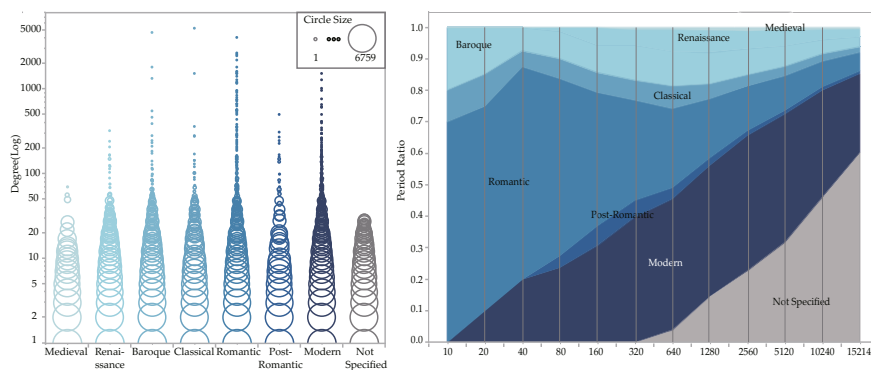 Circle Size
1
6759
Degree(Log)
5000
2000
1000
500
200
100
50
20
10
5
2
1
Medieval
Renai-
ssance
Baroque
Classical
Romantic
Post-
Romantic
Modern
Not
Specified
Period Ratio
1.0
0.9
0.8
0.7
0.6
0.5
0.4
0.3
0.2
0.1
0.0
Medieval
Renaissance
Baroque
Classical
Romantic
Post-Romantic
Modern
Not Specified
10 20 40 80 160 320 640 1280 2560 5120 10240 15214